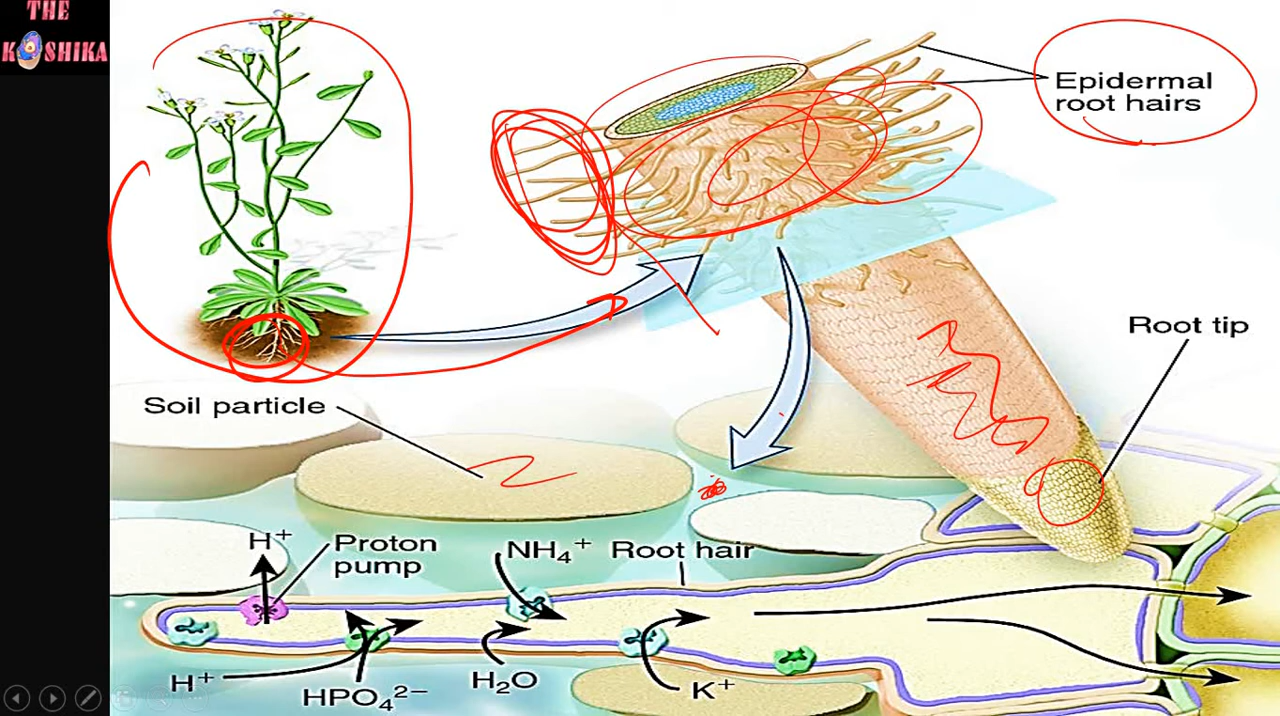 THE
KOSHIKA
Epidermal
root hairs
Root tip
Soil particle
H⁺
Proton
pump
NH₄⁺
Root hair
H⁺
HPO₄²⁻
H₂O
K⁺